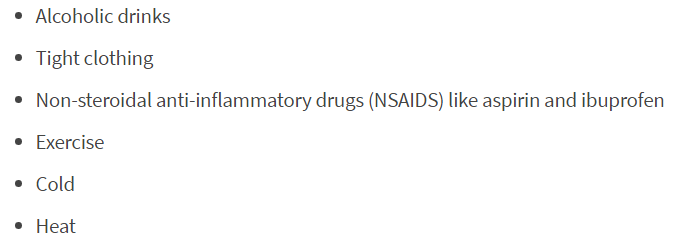 • Alcoholic drinks
• Tight clothing
• Non-steroidal anti-inflammatory drugs (NSAIDS) like aspirin and ibuprofen
• Exercise
• Cold
• Heat